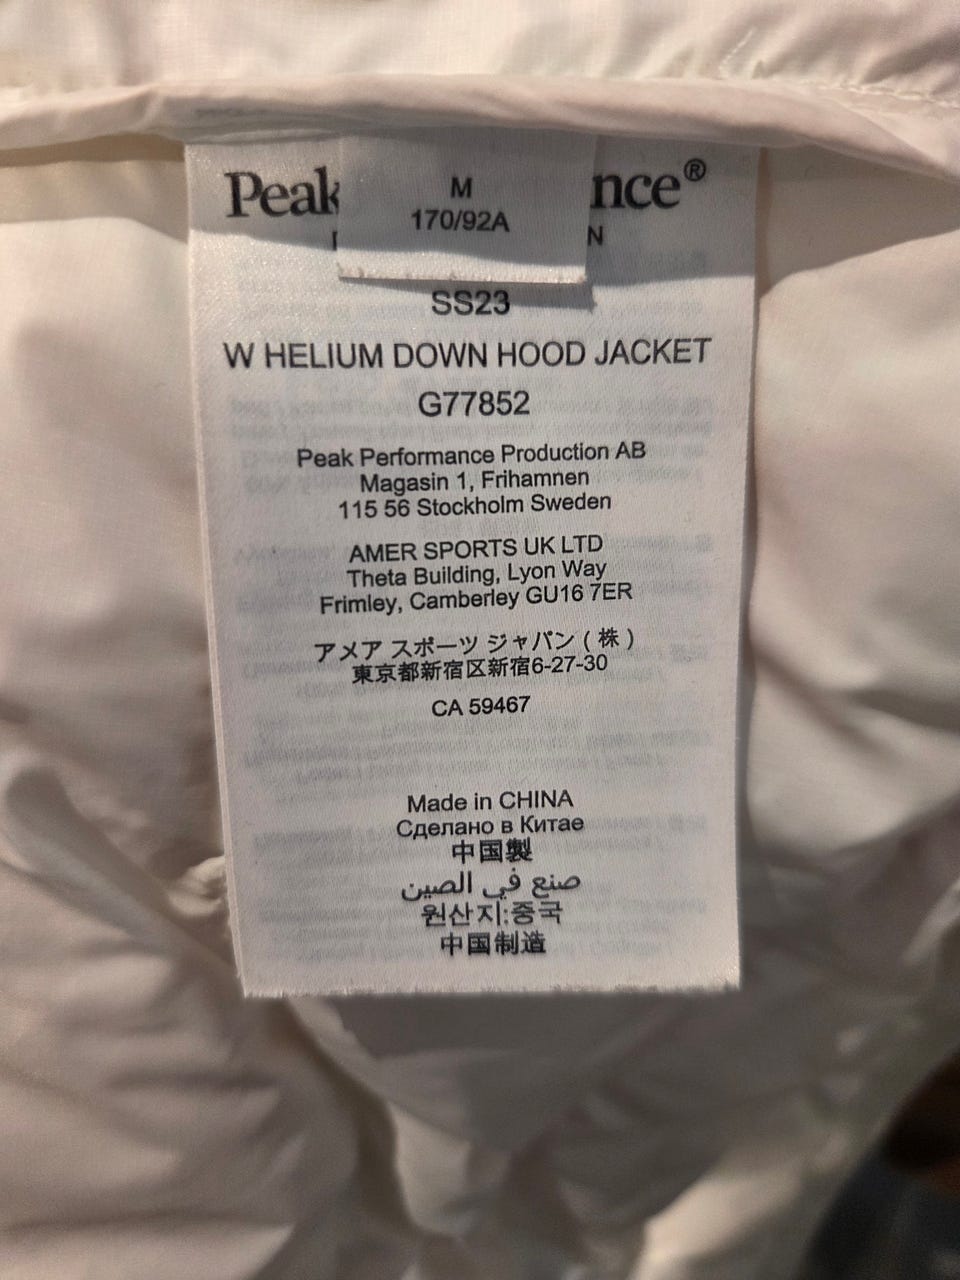 Peak nce®
M
170/92A
N
SS23
W HELIUM DOWN HOOD JACKET
G77852
Peak Performance Production AB
Magasin 1, Frihamnen
115 56 Stockholm Sweden
AMER SPORTS UK LTD
Theta Building, Lyon Way
Frimley, Camberley GU16 7ER
アメア スポーツ ジャパン ( 株 )
東京都新宿区新宿6-27-30
CA 59467
Made in CHINA
Сделано в Китае
中国製
صنع في الصين
원산지:중국
中国制造